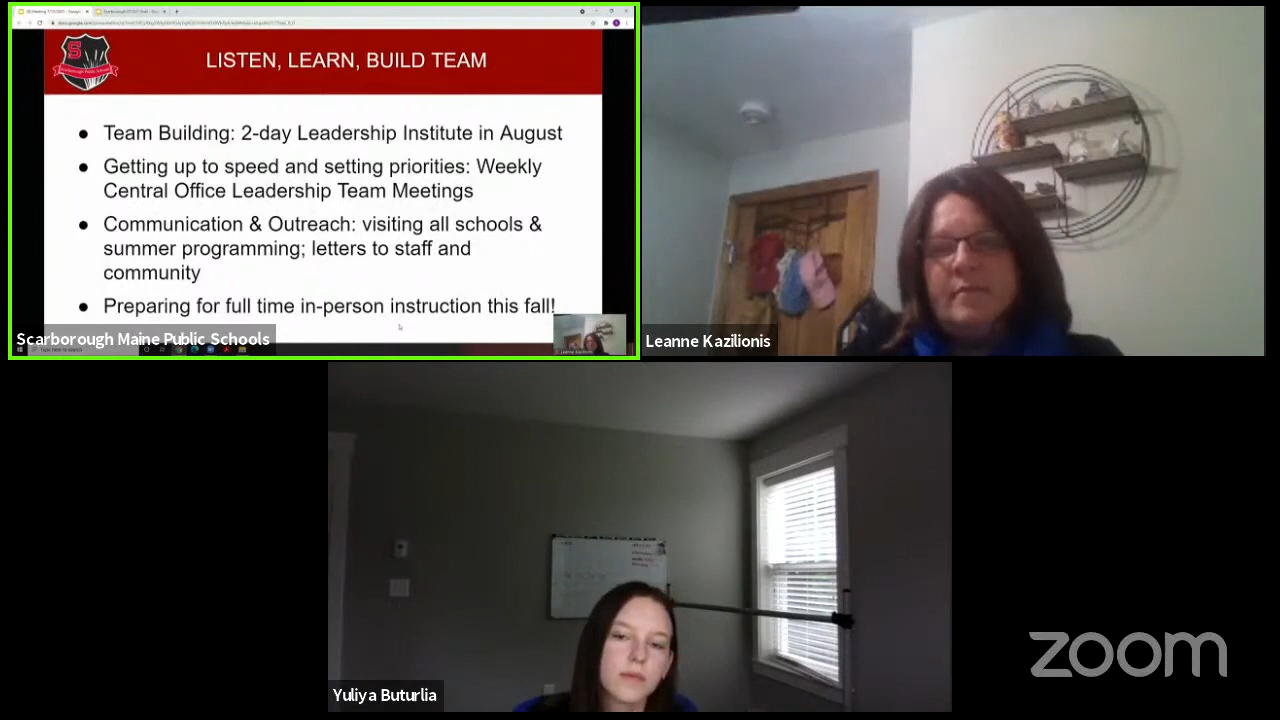 LISTEN, LEARN, BUILD TEAM
● Team Building: 2-day Leadership Institute in August
● Getting up to speed and setting priorities: Weekly
Central Office Leadership Team Meetings
● Communication & Outreach: visiting all schools &
summer programming; letters to staff and
community
● Preparing for full time in-person instruction this fall!
Scarborough Maine Public Schools
Leanne Kazilionis
Yuliya Buturlia
zoom